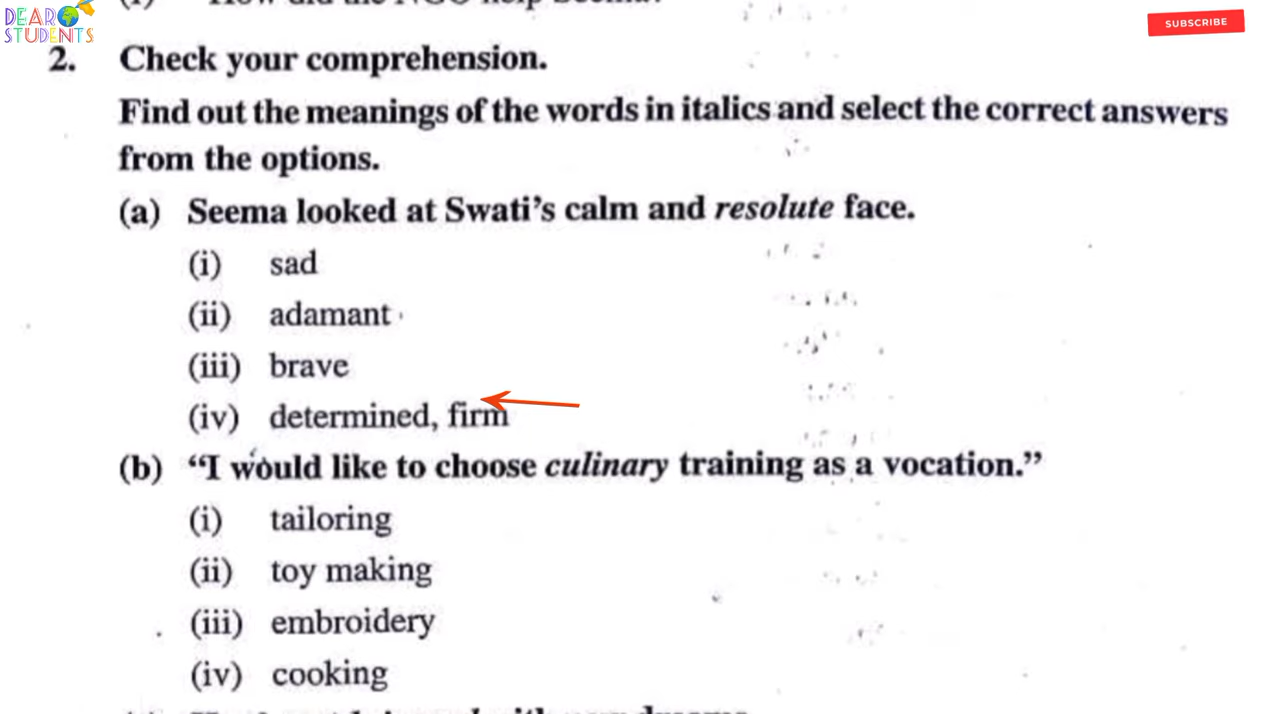 DEAR STUDENTS
SUBSCRIBE
2. Check your comprehension.
Find out the meanings of the words in italics and select the correct answers
from the options.
(a) Seema looked at Swati's calm and resolute face.
(i) sad
(ii) adamant
(iii) brave
(iv) determined, firm
(b) “I would like to choose culinary training as a vocation.”
(i) tailoring
(ii) toy making
(iii) embroidery
(iv) cooking